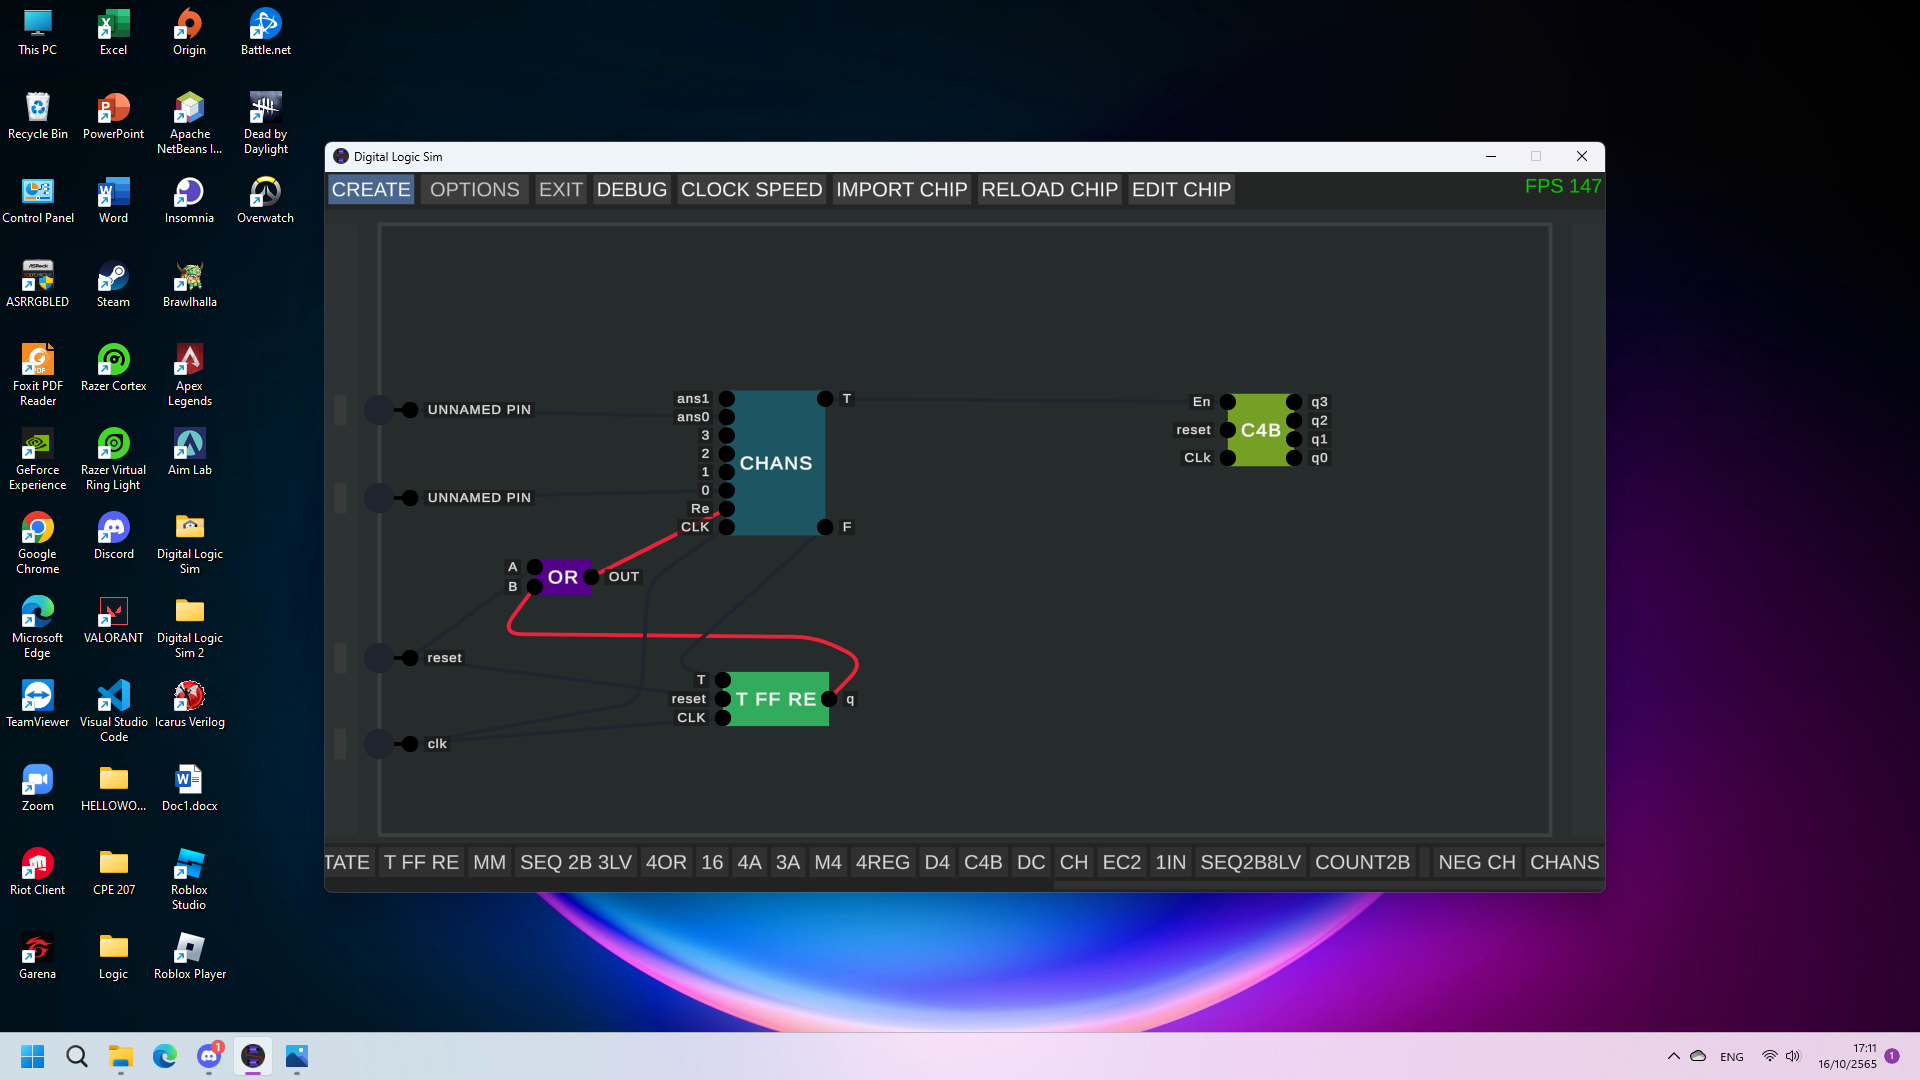 This PC
Excel
Origin
Battle.net
Recycle Bin
PowerPoint
Apache
NetBeans I...
Dead by
Daylight
Control Panel
Word
Insomnia
Overwatch
ASRRGBLED
Steam
Brawlhalla
Foxit PDF
Reader
Razer Cortex
Apex
Legends
GeForce
Experience
Razer Virtual
Ring Light
Aim Lab
Google
Chrome
Discord
Digital Logic
Sim
Microsoft
Edge
VALORANT
Digital Logic
Sim 2
TeamViewer
Visual Studio
Code
Icarus Verilog
Zoom
HELLOWO...
Doc1.docx
Riot Client
CPE 207
Roblox
Studio
Garena
Logic
Roblox Player
Digital Logic Sim
CREATE
OPTIONS
EXIT
DEBUG
CLOCK SPEED
IMPORT CHIP
RELOAD CHIP
EDIT CHIP
FPS 147
UNNAMED PIN
UNNAMED PIN
reset
clk
ans1
ans0
3
2
1
0
Re
CLK
CHANS
T
F
A
B
OR
OUT
T
reset
CLK
T FF RE
q
En
reset
CLk
C4B
q3
q2
q1
q0
TATE
T FF RE
MM
SEQ 2B 3LV
4OR
16
4A
3A
M4
4REG
D4
C4B
DC
CH
EC2
1IN
SEQ2B8LV
COUNT2B
NEG CH
CHANS
1
ENG
17:11
16/10/2565
1